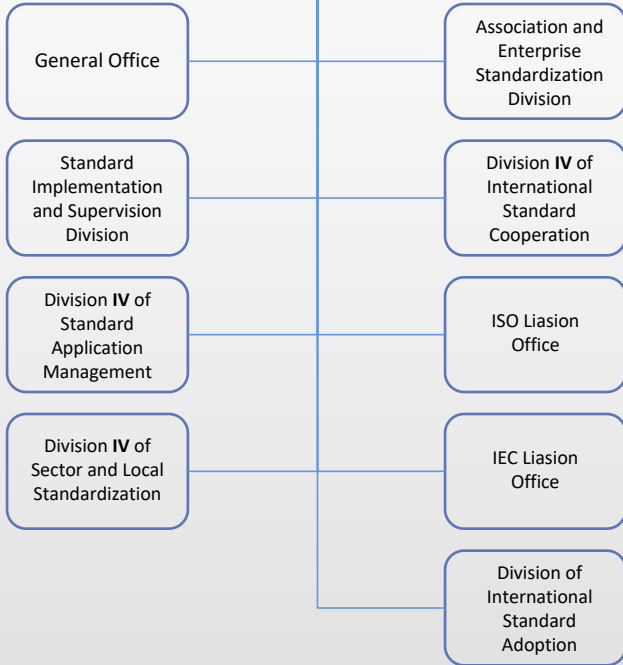 General Office
Association and
Enterprise
Standardization
Division
Standard
Implementation
and Supervision
Division
Division IV of
International
Standard
Cooperation
Division IV of
Standard
Application
Management
ISO Liasion
Office
Division IV of
Sector and Local
Standardization
IEC Liasion
Office
Division of
International
Standard
Adoption